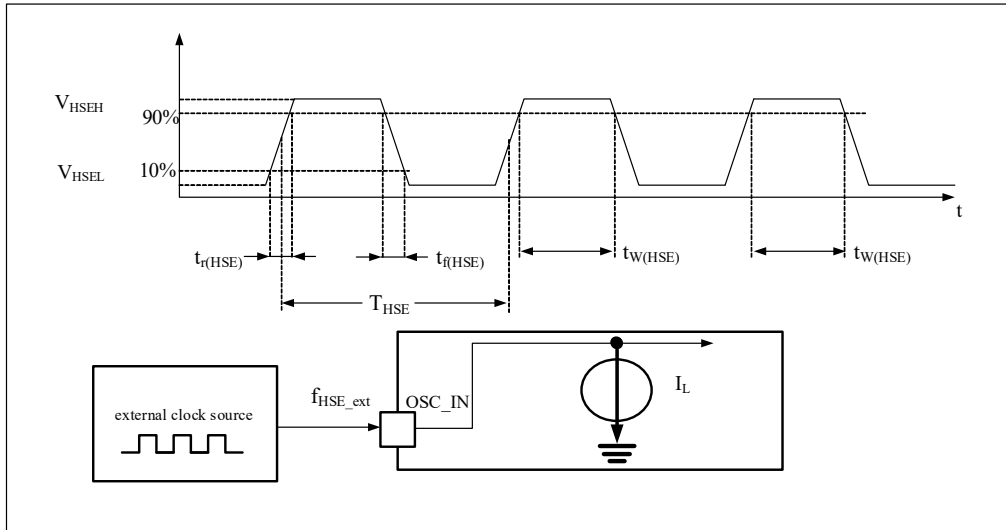 V_HSEH
90%
V_HSEL
10%
t
t_r(HSE)
t_f(HSE)
t_W(HSE)
t_W(HSE)
T_HSE
external clock source
f_HSE_ext
OSC_IN
I_L